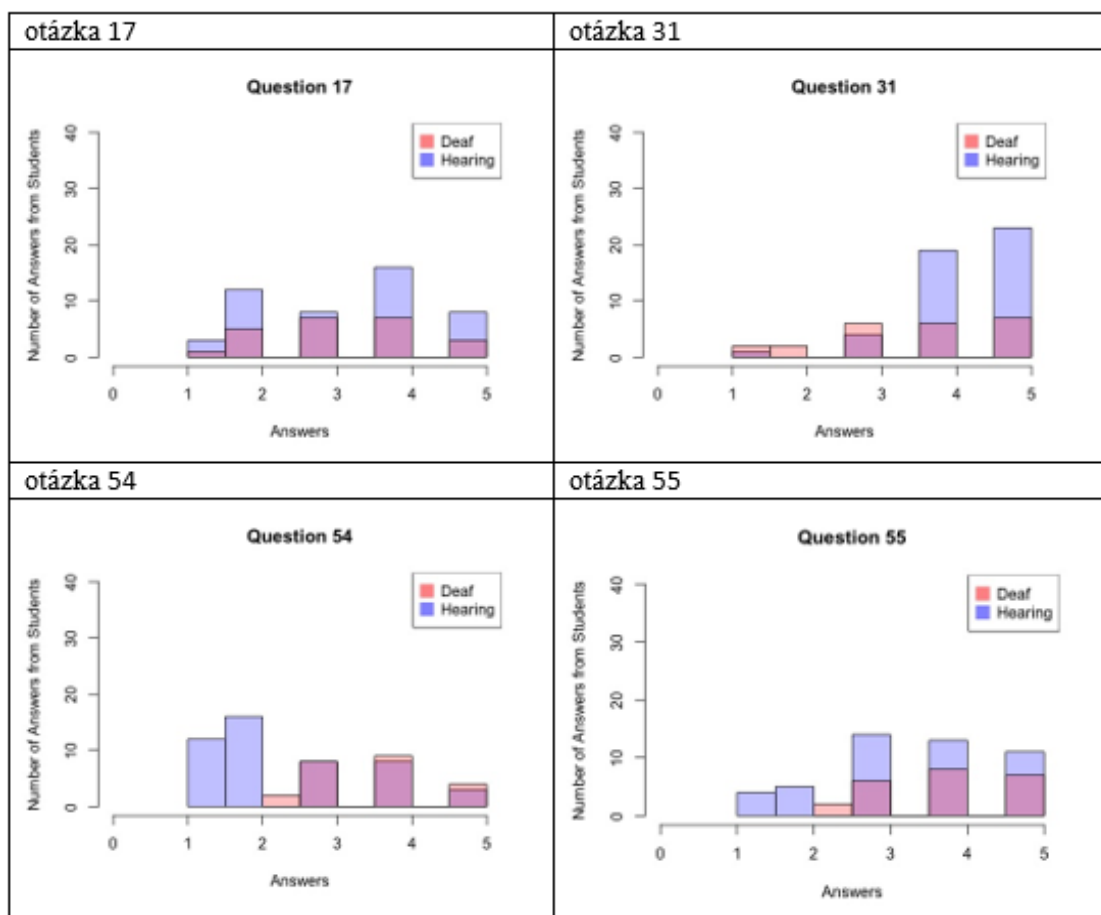 otázka 17
Question 17
Number of Answers from Students
40
30
20
10
0
Deaf
Hearing
0 1 2 3 4 5
Answers
otázka 31
Question 31
Number of Answers from Students
40
30
20
10
0
Deaf
Hearing
0 1 2 3 4 5
Answers
otázka 54
Question 54
Number of Answers from Students
40
30
20
10
0
Deaf
Hearing
0 1 2 3 4 5
Answers
otázka 55
Question 55
Number of Answers from Students
40
30
20
10
0
Deaf
Hearing
0 1 2 3 4 5
Answers